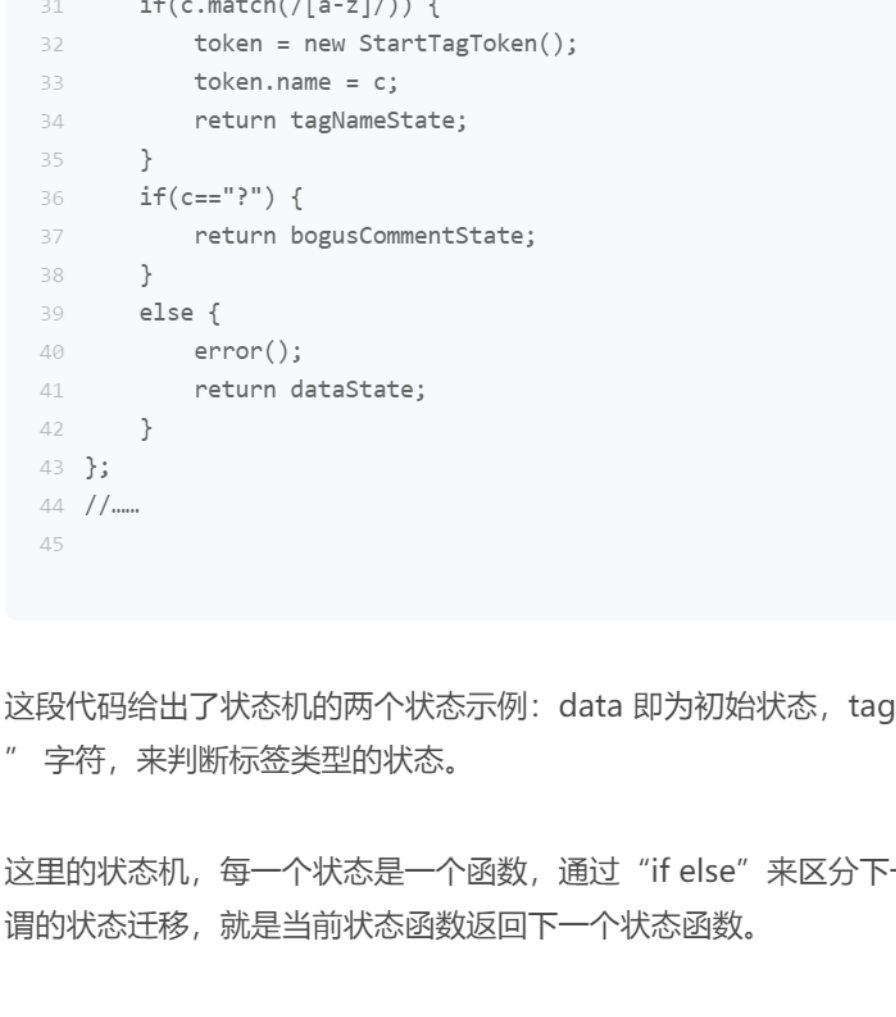 31 if(c.match(/[a-z]/)) {
32 token = new StartTagToken();
33 token.name = c;
34 return tagNameState;
35 }
36 if(c=="?") {
37 return bogusCommentState;
38 }
39 else {
40 error();
41 return dataState;
42 }
43 };
44 //……
45
这段代码给出了状态机的两个状态示例：data 即为初始状态，tag
” 字符，来判断标签类型的状态。
这里的状态机，每一个状态是一个函数，通过“if else”来区分下
谓的状态迁移，就是当前状态函数返回下一个状态函数。